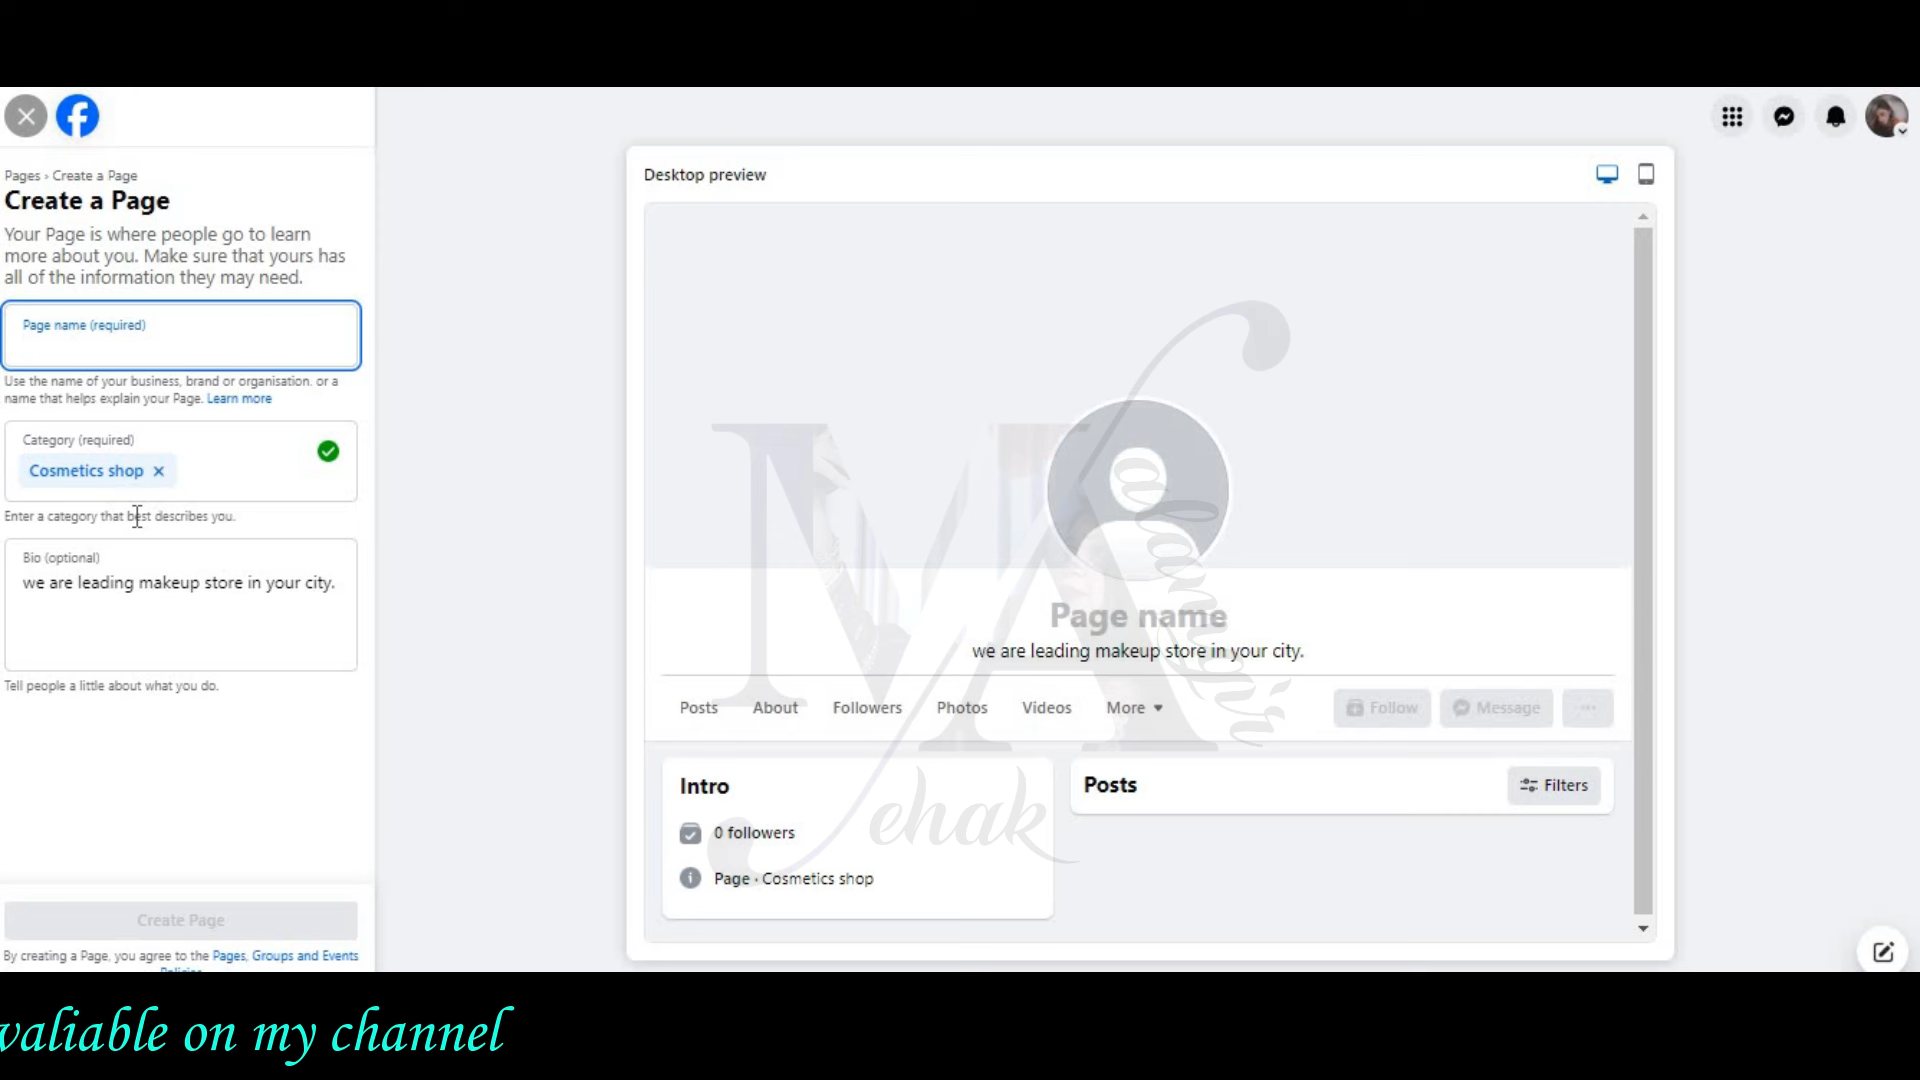 Pages › Create a Page
Create a Page
Your Page is where people go to learn
more about you. Make sure that yours has
all of the information they may need.
Page name (required)
Use the name of your business, brand or organisation. or a
name that helps explain your Page. Learn more
Category (required)
Cosmetics shop ×
Enter a category that best describes you.
Bio (optional)
we are leading makeup store in your city.
Tell people a little about what you do.
Create Page
By creating a Page, you agree to the Pages, Groups and Events
Desktop preview
Page name
we are leading makeup store in your city.
Posts About Followers Photos Videos More Follow Message ...
Intro
0 followers
Page · Cosmetics shop
Posts
Filters
M A
ehak
valiable on my channel